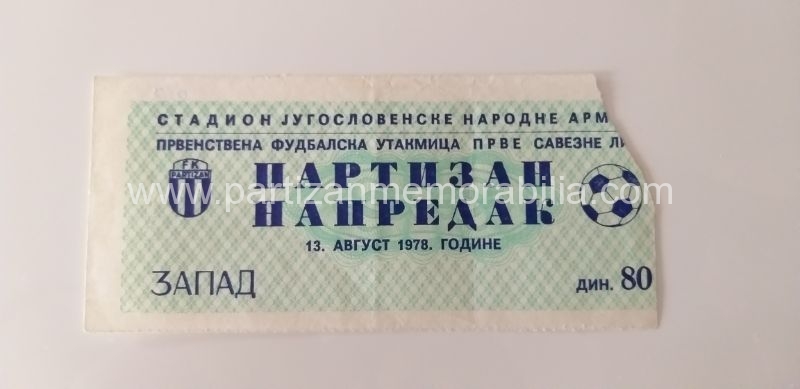 СТАДИОН ЈУГОСЛОВЕНСКЕ НАРОДНЕ АРМ
ПРВЕНСТВЕНА ФУДБАЛСКА УТАКМИЦА ПРВЕ САВЕЗНЕ ЛИ
FK
PARTIZAN
ПАРТИЗАН
www.partizanmemorabilia.com
НАПРЕДАК
13. АВГУСТ 1978. ГОДИНЕ
ЗАПАД
ДИН. 80